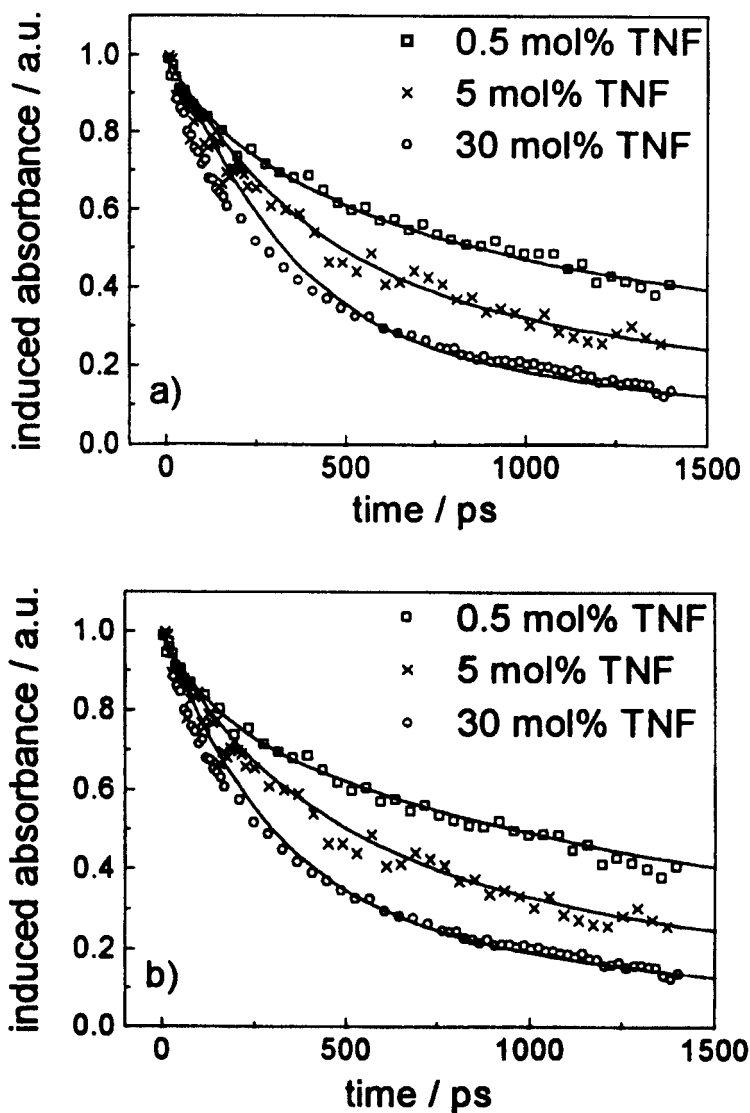 0.5 mol% TNF
5 mol% TNF
30 mol% TNF
induced absorbance / a.u.
1.0
0.8
0.6
0.4
0.2
0.0
a)
0
500
1000
1500
time / ps
0.5 mol% TNF
5 mol% TNF
30 mol% TNF
induced absorbance / a.u.
1.0
0.8
0.6
0.4
0.2
0.0
b)
0
500
1000
1500
time / ps